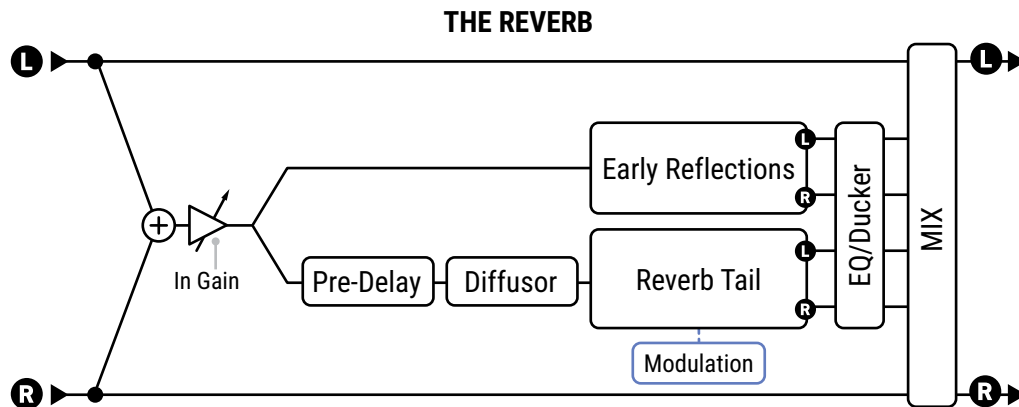 THE REVERB
L
L
L
Early Reflections
R
EQ/Ducker
MIX
In Gain
Pre-Delay
Diffusor
Reverb Tail
L
R
Modulation
R
R